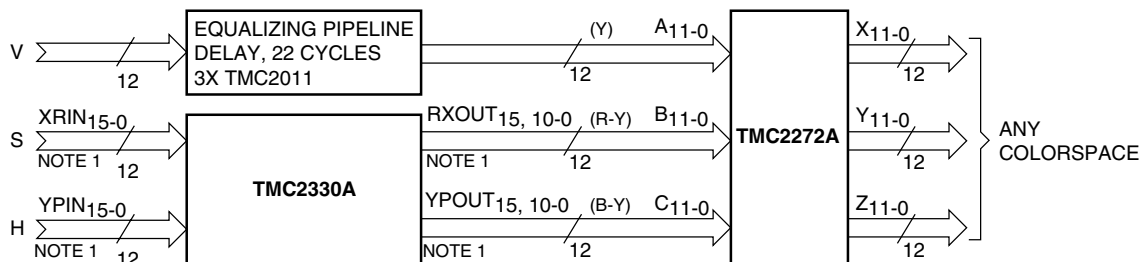 V
12
EQUALIZING PIPELINE
DELAY, 22 CYCLES
3X TMC2011
(Y)
12
A11-0
X11-0
12
S
XRIN15-0
NOTE 1
12
RXOUT15, 10-0
(R-Y)
NOTE 1
12
B11-0
TMC2272A
Y11-0
12
ANY
COLORSPACE
TMC2330A
H
YPIN15-0
NOTE 1
12
YPOUT15, 10-0
(B-Y)
NOTE 1
12
C11-0
Z11-0
12